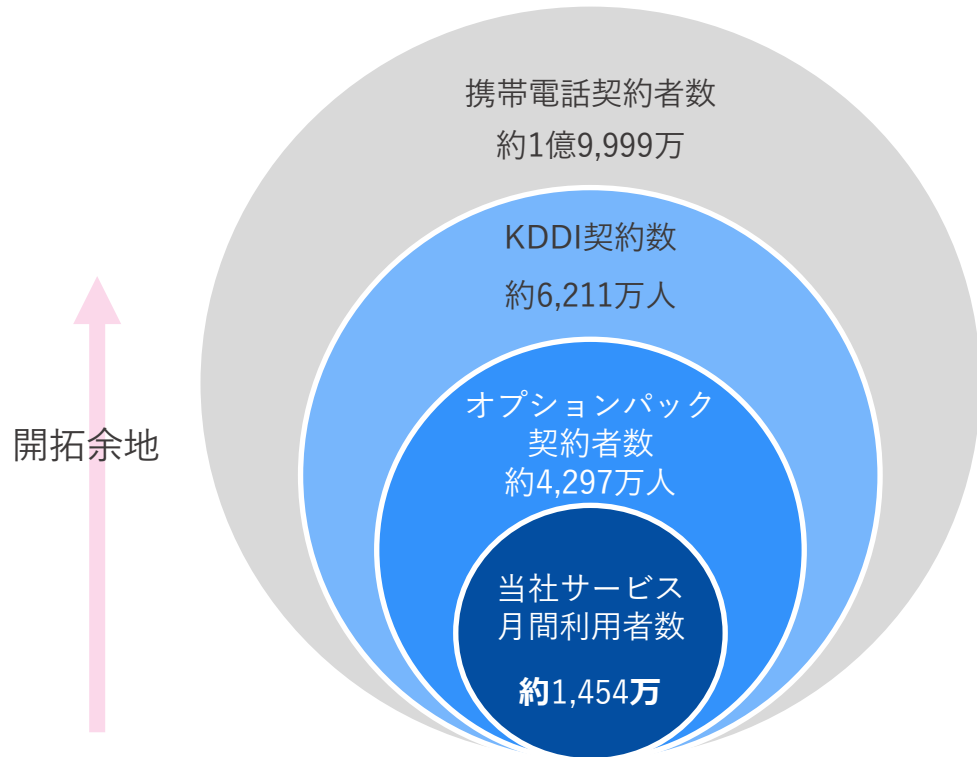 携帯電話契約者数
約1億9,999万
KDDI契約数
約6,211万人
開拓余地
オプションパック
契約者数
約4,297万人
当社サービス
月間利用者数
約1,454万